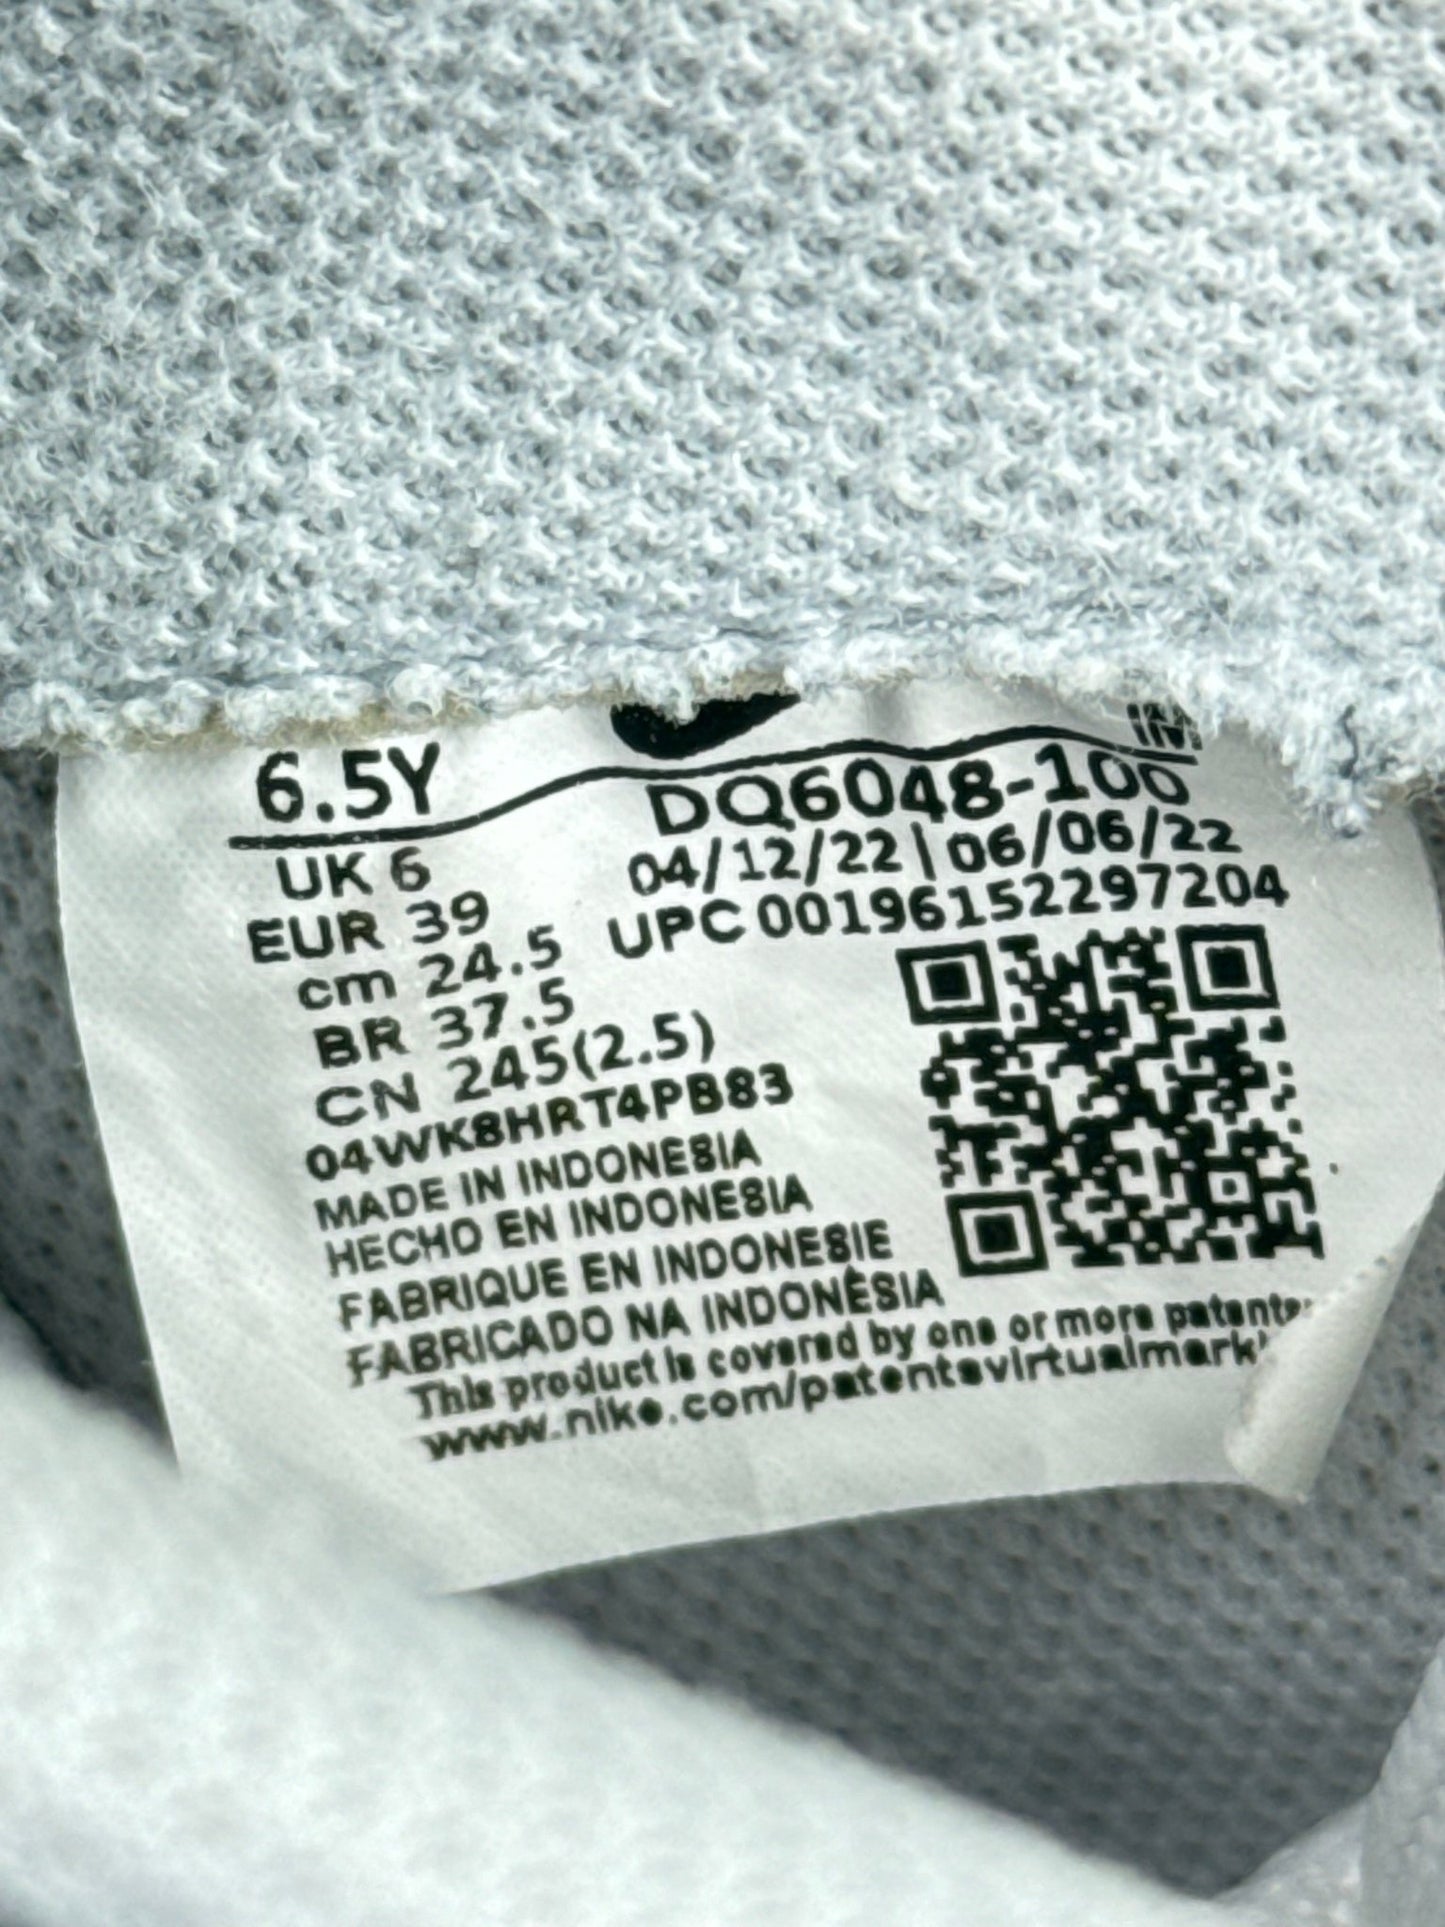 IM
6.5Y
DQ6048-100
UK 6
04/12/22 | 06/06/22
EUR 39
UPC 00196152297204
cm 24.5
BR 37.5
CN 245(2.5)
04WK8HRT4PB83
MADE IN INDONESIA
HECHO EN INDONESIA
FABRIQUE EN INDONESIE
FABRICADO NA INDONÉSIA
This product is covered by one or more patents
www.nike.com/patentsvirtualmark